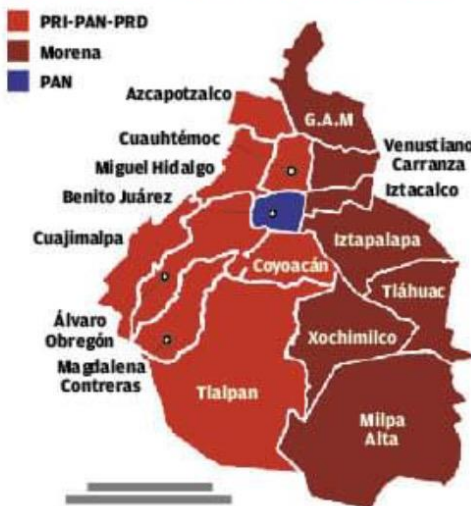 PRI-PAN-PRD
Morena
PAN
Azcapotzalco
G.A.M
Cuauhtémoc
Venustiano
Carranza
Miguel Hidalgo
Iztacalco
Benito Juárez
Cuajimalpa
Iztapalapa
Coyoacán
Tláhuac
Álvaro
Obregón
Xochimilco
Magdalena
Contreras
Tlalpan
Milpa
Alta